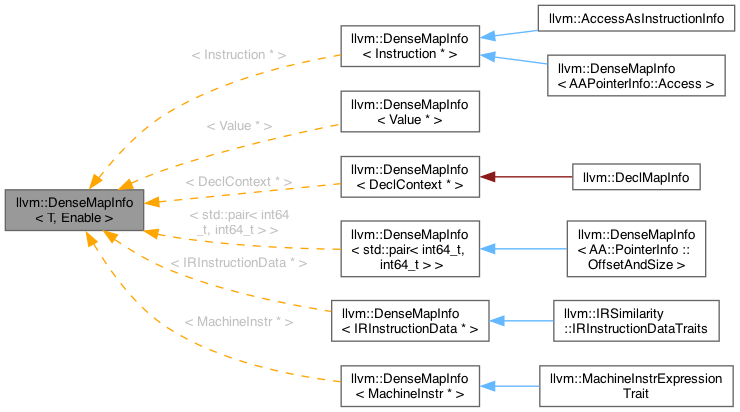 llvm::DenseMapInfo
< T, Enable >
< Instruction * >
< Value * >
< DeclContext * >
< std::pair< int64
_t, int64_t > >
< IRInstructionData * >
< MachineInstr * >
llvm::DenseMapInfo
< Instruction * >
llvm::DenseMapInfo
< Value * >
llvm::DenseMapInfo
< DeclContext * >
llvm::DenseMapInfo
< std::pair< int64_t,
int64_t > >
llvm::DenseMapInfo
< IRInstructionData * >
llvm::DenseMapInfo
< MachineInstr * >
llvm::AccessAsInstructionInfo
llvm::DenseMapInfo
< AAPointerInfo::Access >
llvm::DeclMapInfo
llvm::DenseMapInfo
< AA::PointerInfo ::
OffsetAndSize >
llvm::IRSimilarity
::IRInstructionDataTraits
llvm::MachineInstrExpression
Trait